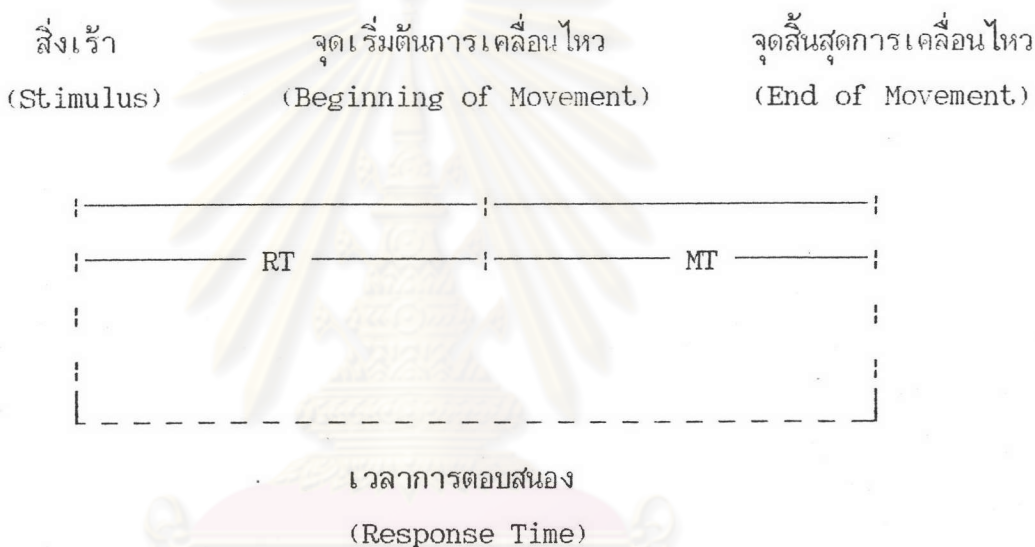 สิ่งเร้า จุดเริ่มต้นการเคลื่อนไหว จุดสิ้นสุดการเคลื่อนไหว
(Stimulus) (Beginning of Movement) (End of Movement)
RT MT
เวลาการตอบสนอง
(Response Time)